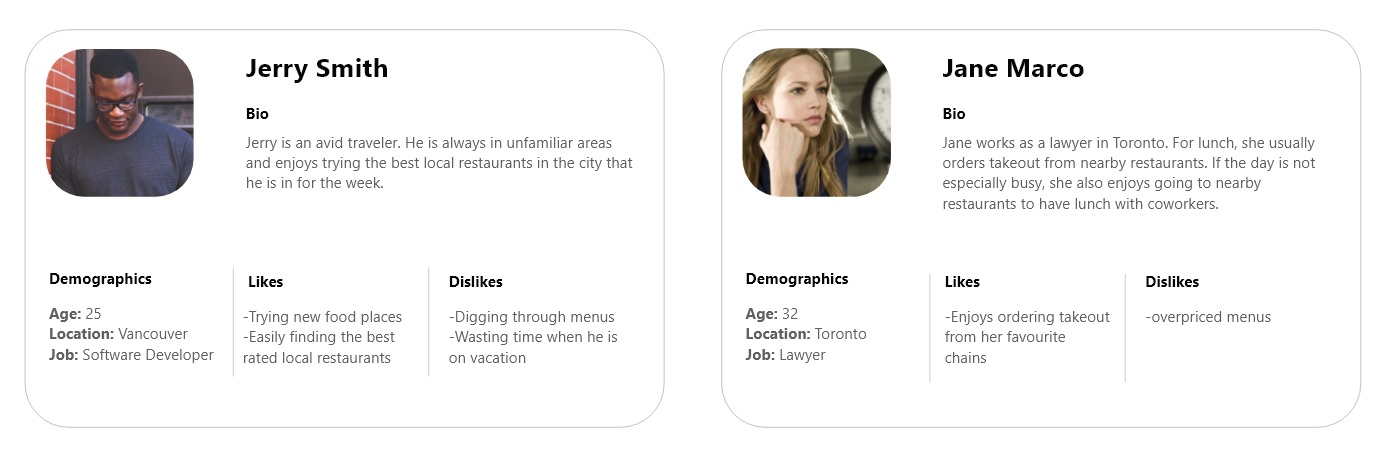 Jerry Smith
Bio
Jerry is an avid traveler. He is always in unfamiliar areas
and enjoys trying the best local restaurants in the city that
he is in for the week.
Demographics
Age: 25
Location: Vancouver
Job: Software Developer
Likes
-Trying new food places
-Easily finding the best
rated local restaurants
Dislikes
-Digging through menus
-Wasting time when he is
on vacation
Jane Marco
Bio
Jane works as a lawyer in Toronto. For lunch, she usually
orders takeout from nearby restaurants. If the day is not
especially busy, she also enjoys going to nearby
restaurants to have lunch with coworkers.
Demographics
Age: 32
Location: Toronto
Job: Lawyer
Likes
-Enjoys ordering takeout
from her favourite
chains
Dislikes
-overpriced menus